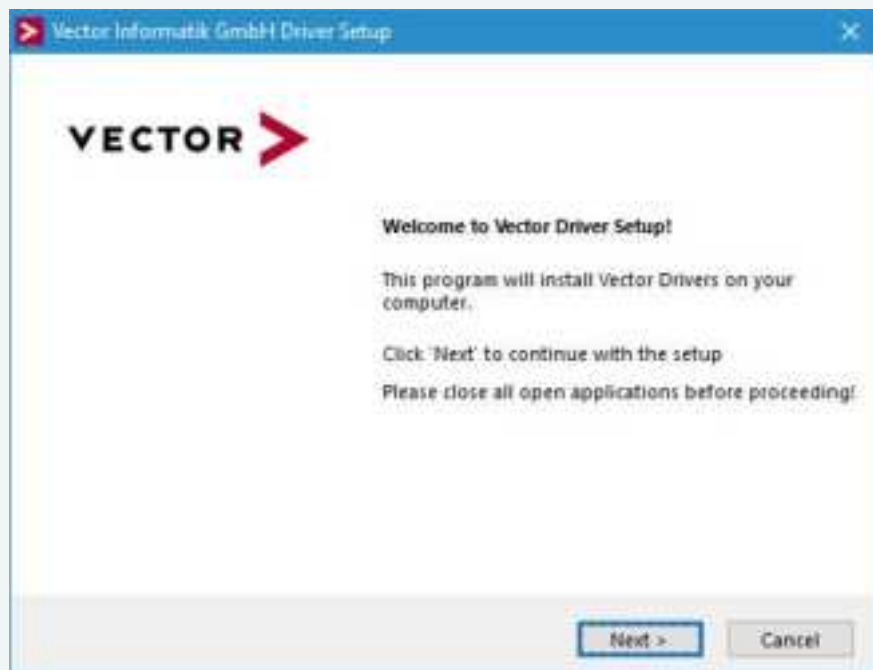 Vector Informatik GmbH Driver Setup
VECTOR
Welcome to Vector Driver Setup!
This program will install Vector Drivers on your
computer.
Click 'Next' to continue with the setup
Please close all open applications before proceeding!
Next >
Cancel